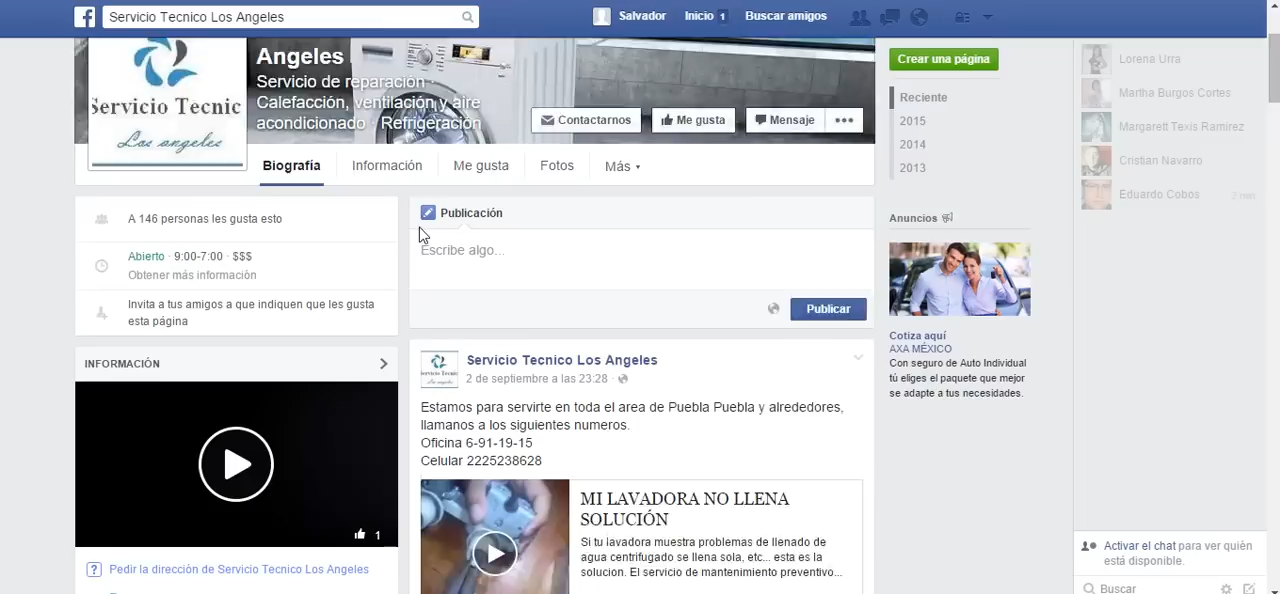 Servicio Tecnico Los Angeles
Salvador
Inicio 1
Buscar amigos
Servicio Tecnic
Los angeles
Angeles
Servicio de reparación ·
Calefacción, ventilación y aire
acondicionado · Refrigeración
Contactarnos
Me gusta
Mensaje
Crear una página
Reciente
2015
2014
2013
Biografía
Información
Me gusta
Fotos
Más
A 146 personas les gusta esto
Abierto · 9:00-7:00 · $$$
Obtener más información
Invita a tus amigos a que indiquen que les gusta
esta página
INFORMACIÓN
1
Pedir la dirección de Servicio Tecnico Los Angeles
Publicación
Escribe algo...
Publicar
Servicio Tecnico Los Angeles
2 de septiembre a las 23:28 ·
Estamos para servirte en toda el area de Puebla Puebla y alrededores,
llamanos a los siguientes numeros.
Oficina 6-91-19-15
Celular 2225238628
MI LAVADORA NO LLENA
SOLUCIÓN
Si tu lavadora muestra problemas de llenado de
agua centrifugado se llena sola, etc... esta es la
solucion. El servicio de mantenimiento preventivo...
Anuncios
Cotiza aquí
AXA MÉXICO
Con seguro de Auto Individual
tú eliges el paquete que mejor
se adapte a tus necesidades.
Lorena Urra
Martha Burgos Cortes
Margarett Texis Ramirez
Cristian Navarro
Eduardo Cobos
2 min
Activar el chat para ver quién
está disponible.
Buscar